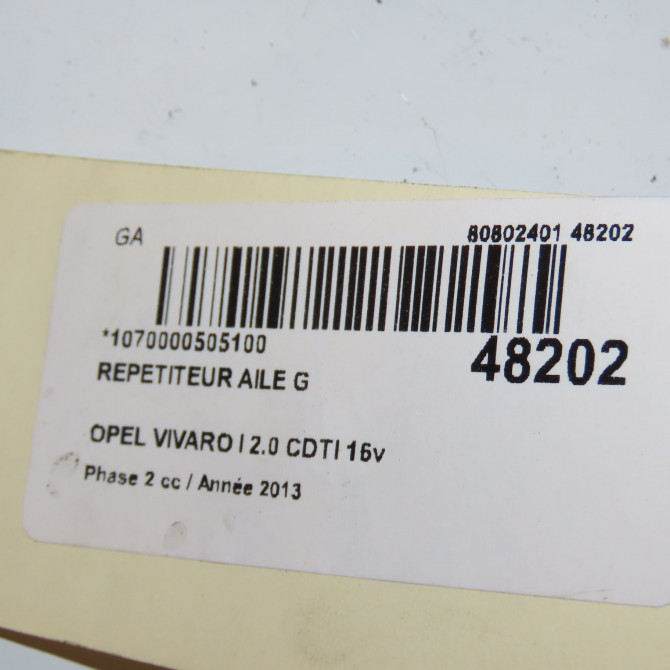 GA 80802401 48202
*1070000505100
48202
REPETITEUR AILE G
OPEL VIVARO I 2.0 CDTI 16v
Phase 2 cc / Année 2013